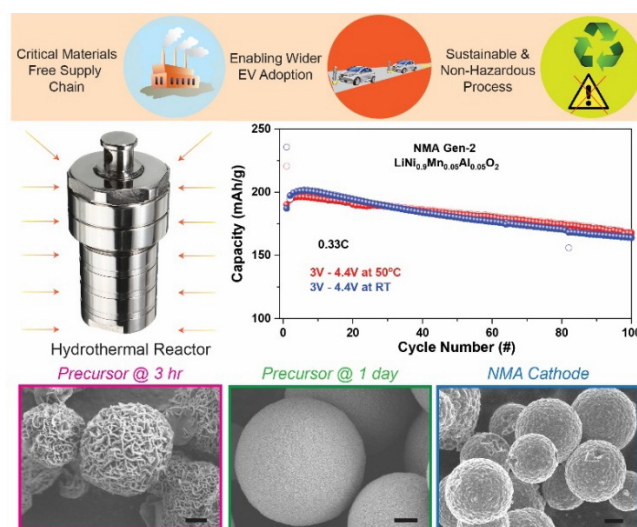 Critical Materials
Free Supply
Chain
Enabling Wider
EV Adoption
Sustainable &
Non-Hazardous
Process
Hydrothermal Reactor
250
200
150
100
Capacity (mAh/g)
NMA Gen-2
LiNi₀.₉Mn₀.₀₅Al₀.₀₅O₂
0.33C
3V - 4.4V at 50°C
3V - 4.4V at RT
0
20
40
60
80
100
Cycle Number (#)
Precursor @ 3 hr
Precursor @ 1 day
NMA Cathode